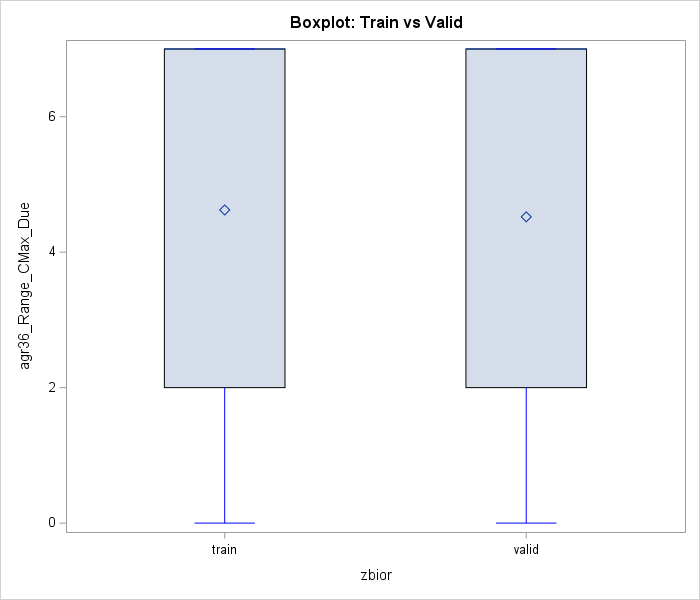 Boxplot: Train vs Valid
agr36_Range_CMax_Due
6
4
2
0
train
valid
zbior